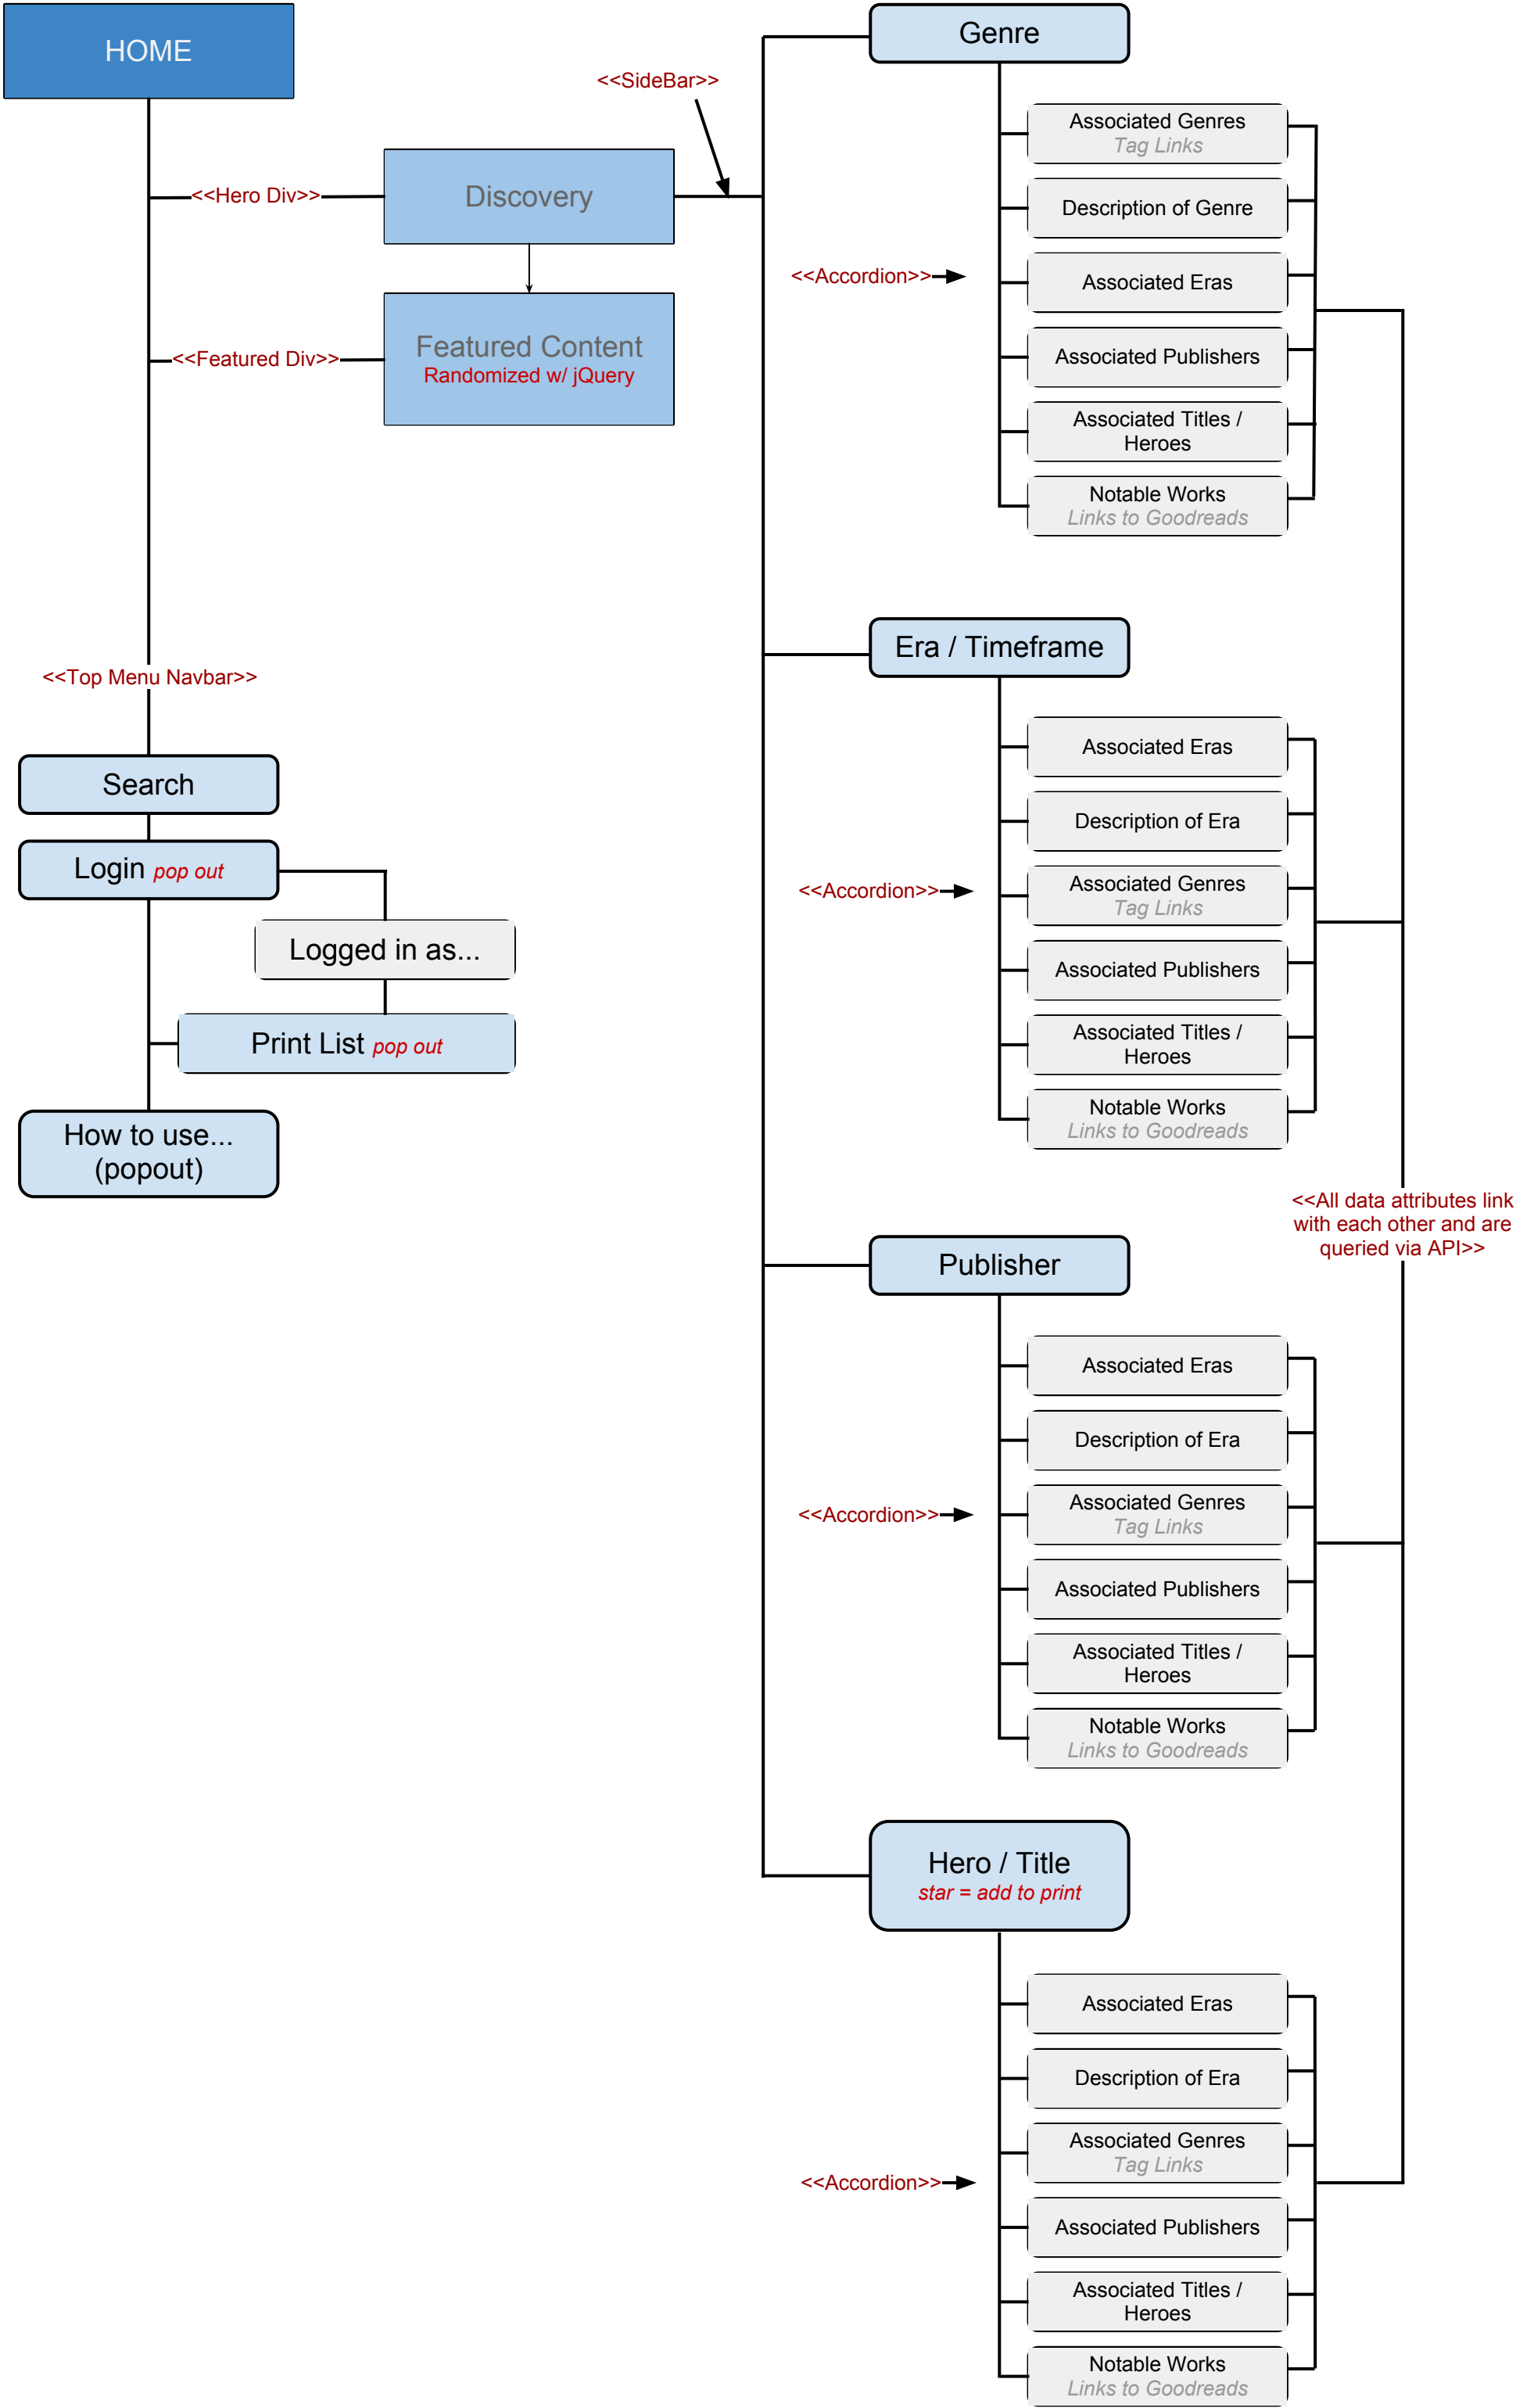 HOME
<<Hero Div>>
Discovery
<<SideBar>>
<<Featured Div>>
Featured Content
Randomized w/ jQuery
<<Top Menu Navbar>>
Search
Login pop out
Logged in as...
Print List pop out
How to use...
(popout)
Genre
<<Accordion>>
Associated Genres
Tag Links
Description of Genre
Associated Eras
Associated Publishers
Associated Titles /
Heroes
Notable Works
Links to Goodreads
Era / Timeframe
<<Accordion>>
Associated Eras
Description of Era
Associated Genres
Tag Links
Associated Publishers
Associated Titles /
Heroes
Notable Works
Links to Goodreads
Publisher
<<Accordion>>
Associated Eras
Description of Era
Associated Genres
Tag Links
Associated Publishers
Associated Titles /
Heroes
Notable Works
Links to Goodreads
Hero / Title
star = add to print
<<Accordion>>
Associated Eras
Description of Era
Associated Genres
Tag Links
Associated Publishers
Associated Titles /
Heroes
Notable Works
Links to Goodreads
<<All data attributes link
with each other and are
queried via API>>